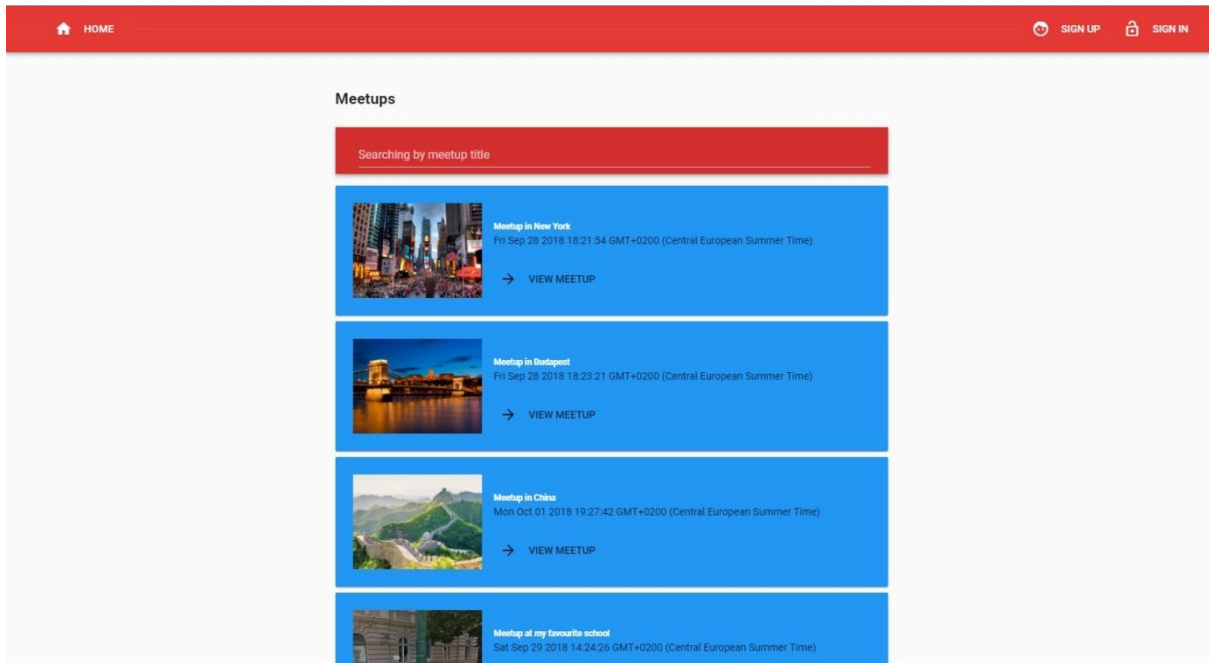 HOME
SIGN UP
SIGN IN
Meetups
Searching by meetup title
Meetup in New York
Fri Sep 28 2018 18:21:54 GMT+0200 (Central European Summer Time)
VIEW MEETUP
Meetup in Budapest
Fri Sep 28 2018 18:23:21 GMT+0200 (Central European Summer Time)
VIEW MEETUP
Meetup in China
Mon Oct 01 2018 19:27:42 GMT+0200 (Central European Summer Time)
VIEW MEETUP
Meetup at my favourite school
Sat Sep 29 2018 14:24:26 GMT+0200 (Central European Summer Time)